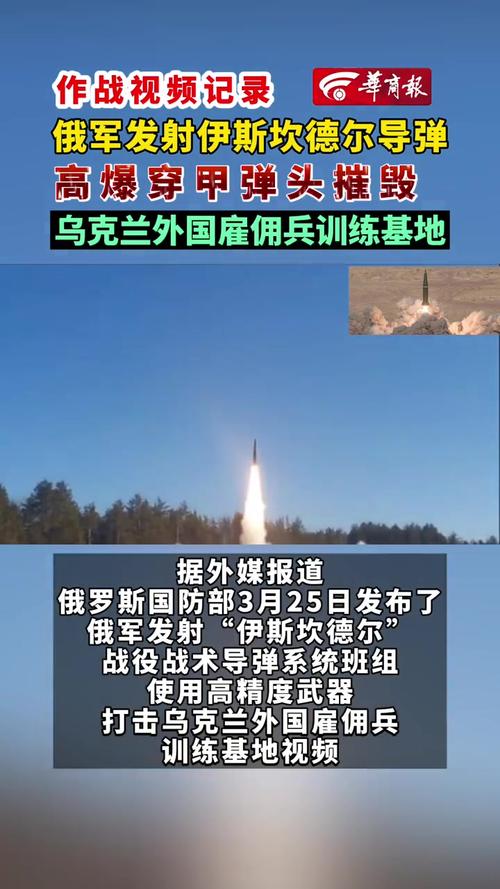 作战视频记录
華商報
俄军发射伊斯坎德尔导弹
高爆穿甲弹头摧毁
乌克兰外国雇佣兵训练基地
据外媒报道
俄罗斯国防部3月25日发布了
俄军发射“伊斯坎德尔”
战役战术导弹系统班组
使用高精度武器
打击乌克兰外国雇佣兵
训练基地视频